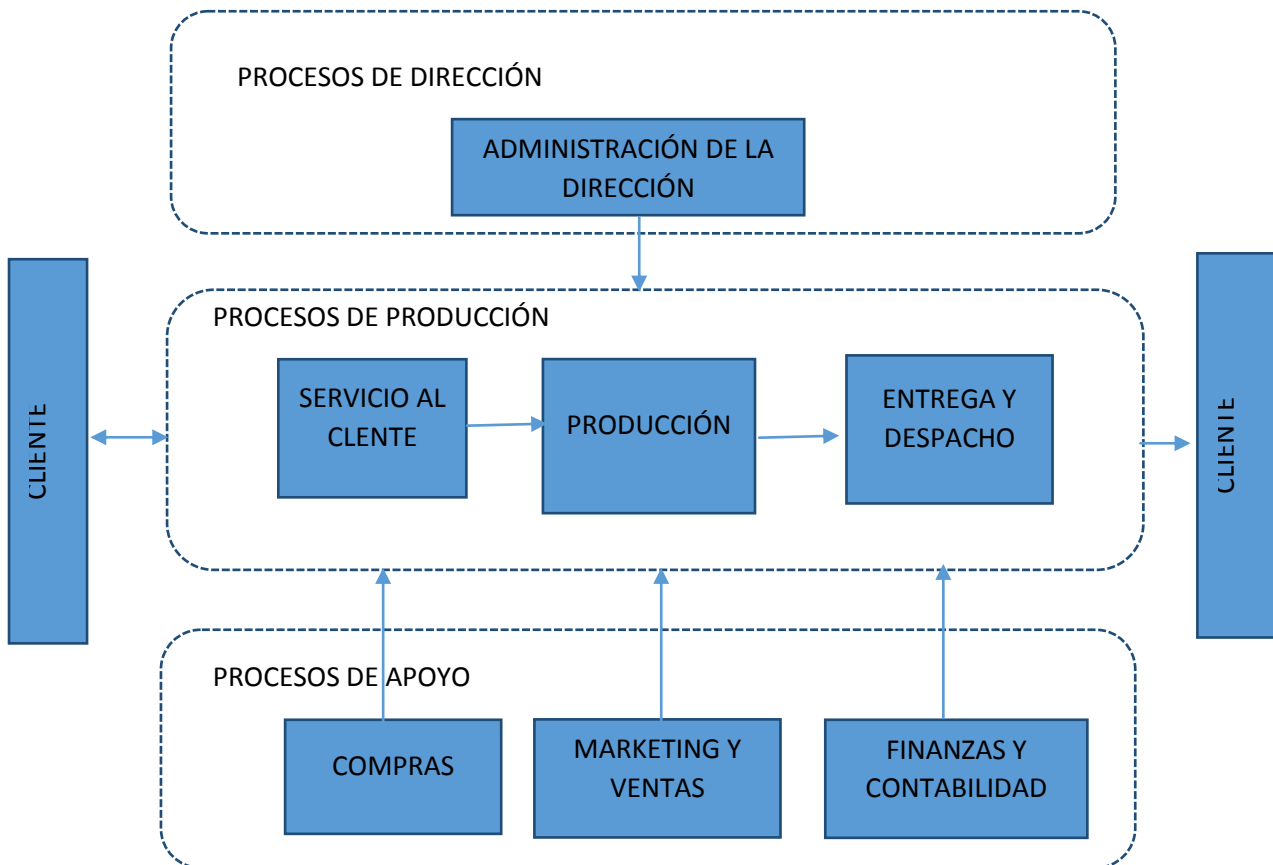 PROCESOS DE DIRECCIÓN
ADMINISTRACIÓN DE LA
DIRECCIÓN
CLIENTE
PROCESOS DE PRODUCCIÓN
SERVICIO AL
CLENTE
PRODUCCIÓN
ENTREGA Y
DESPACHO
CLIENTE
PROCESOS DE APOYO
COMPRAS
MARKETING Y
VENTAS
FINANZAS Y
CONTABILIDAD